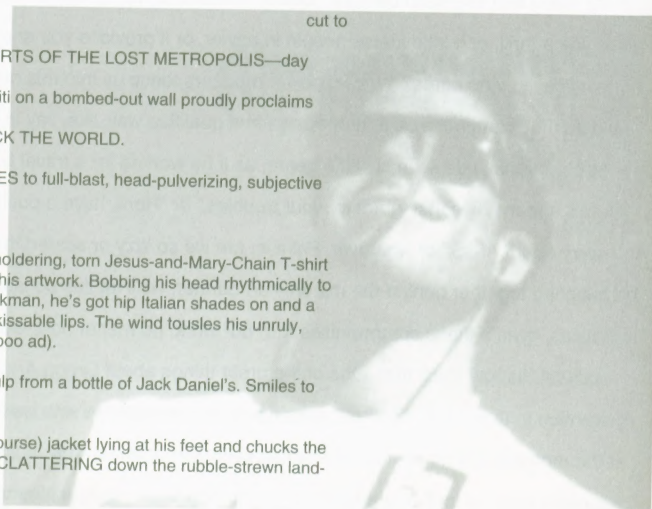 cut to
RTS OF THE LOST METROPOLIS—day
iti on a bombed-out wall proudly proclaims
CK THE WORLD.
ES to full-blast, head-pulverizing, subjective
oldering, torn Jesus-and-Mary-Chain T-shirt
his artwork. Bobbing his head rhythmically to
kman, he's got hip Italian shades on and a
issable lips. The wind tousles his unruly,
oo ad).
lp from a bottle of Jack Daniel's. Smiles to
ourse) jacket lying at his feet and chucks the
CLATTERING down the rubble-strewn land-